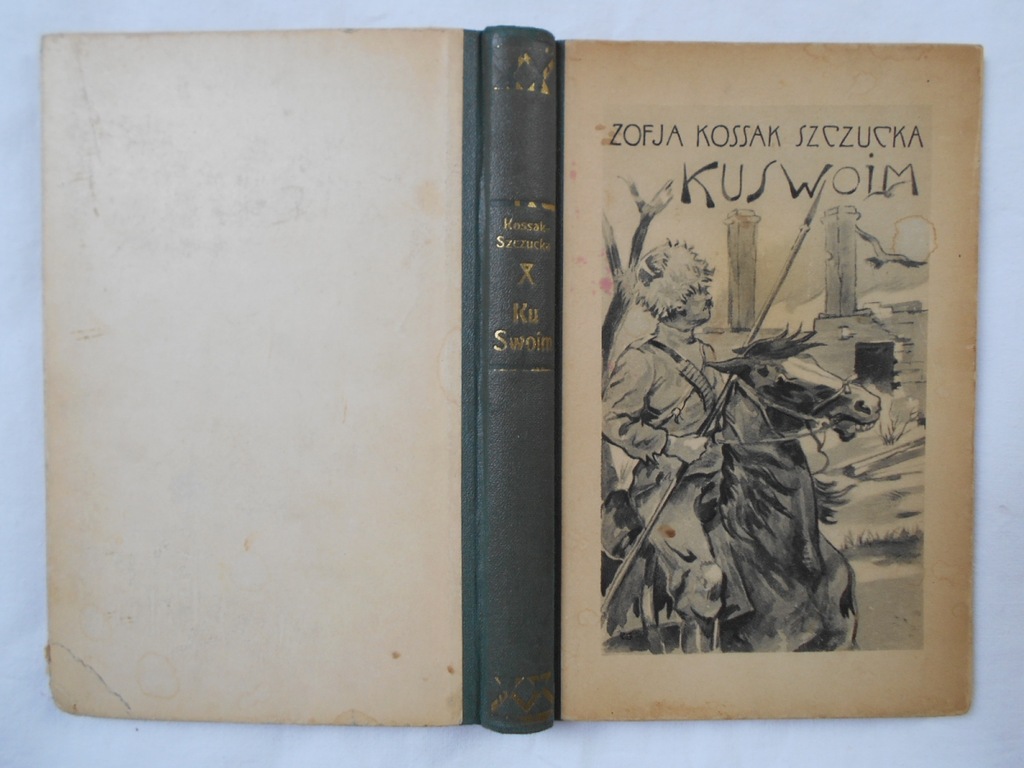 Kossak
Szczucka
Ku
Swoim
ZOFJA KOSSAK SZCZUCKA
KU SWOIM